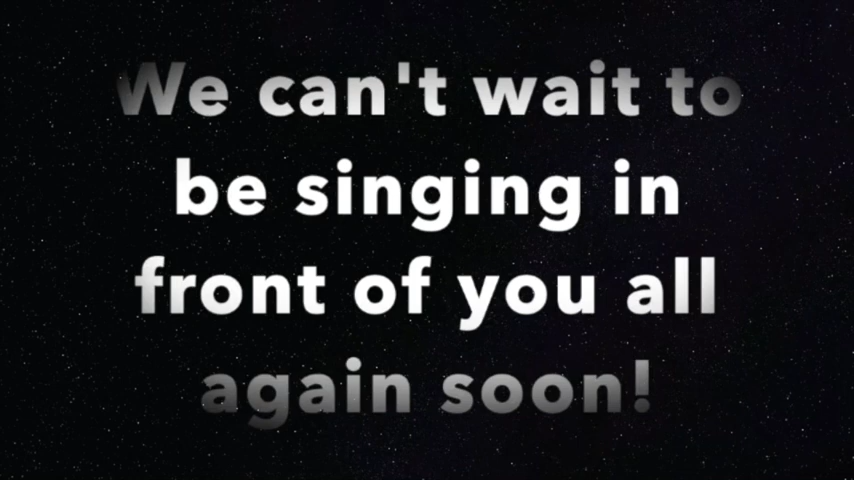 We can't wait to
be singing in
front of you all
again soon!